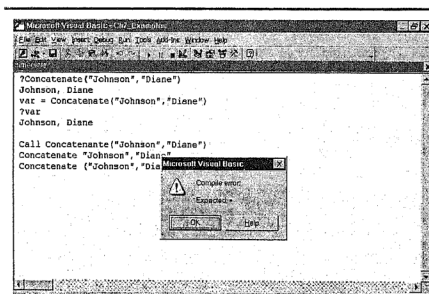 Microsoft Visual Basic - Ch7_Examples
File Edit View Insert Debug Run Tools Add-Ins Window Help
?Concatenate("Johnson","Diane")
Johnson, Diane
var = Concatenate("Johnson","Diane")
?var
Johnson, Diane
Call Concatenante("Johnson","Diane")
Concatenate "Johnson","Diane"
Concatenate ("Johnson","Dia
Microsoft Visual Basic
Compile error:
Expected: =
OK
Help